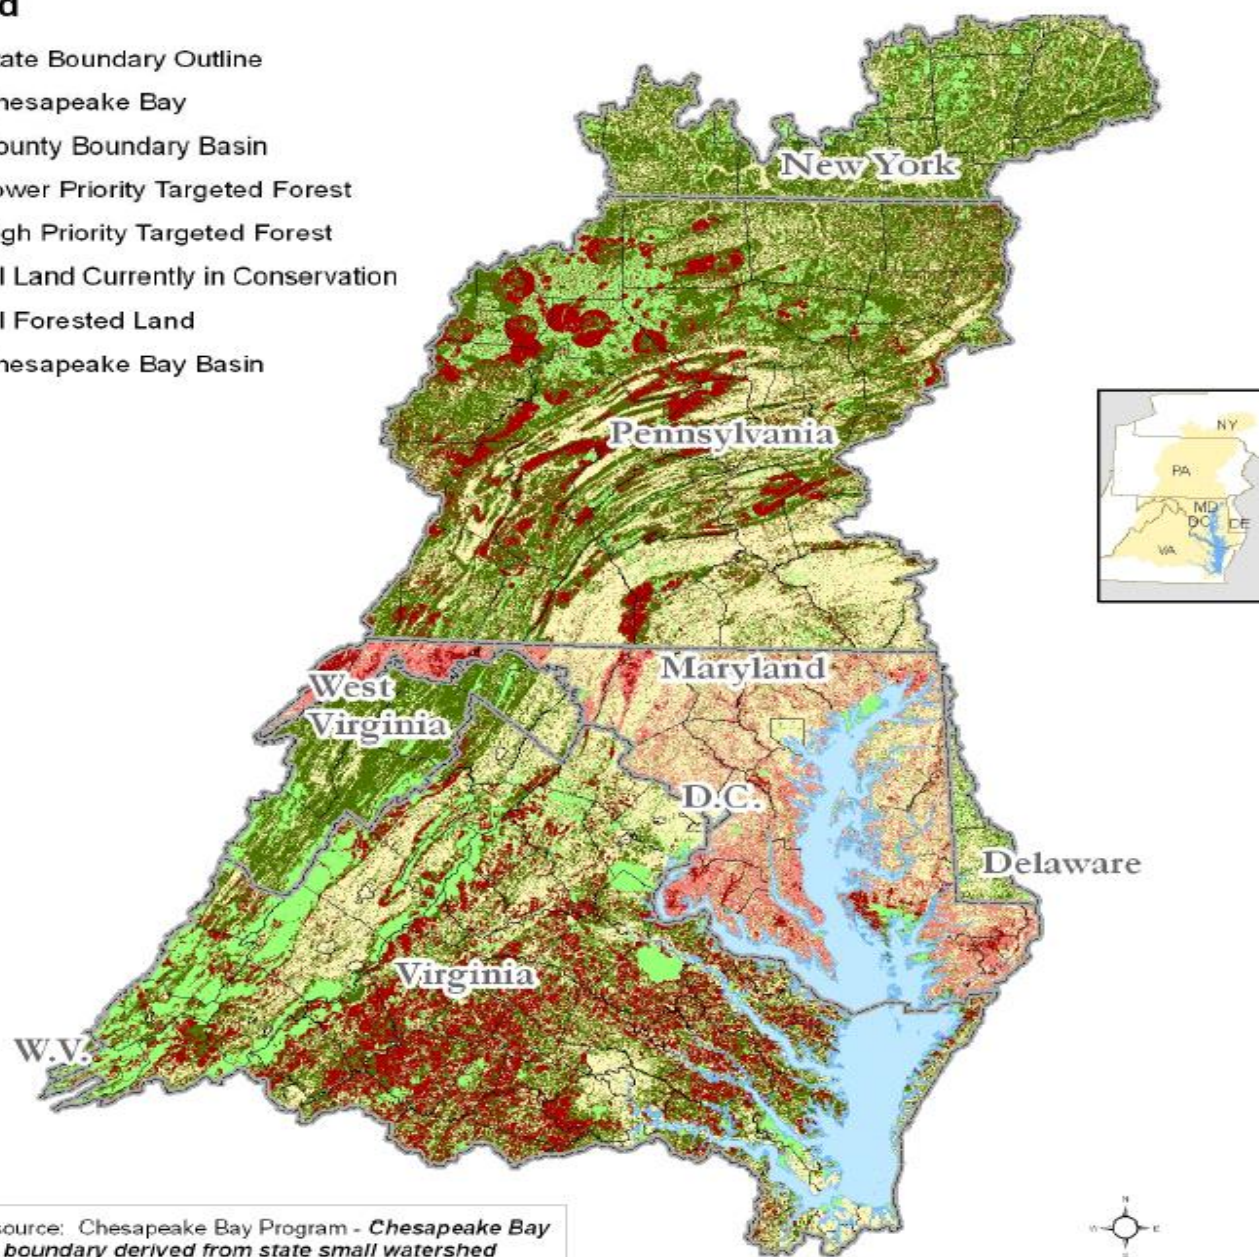 d
ate Boundary Outline
hesapeake Bay
ounty Boundary Basin
ower Priority Targeted Forest
gh Priority Targeted Forest
l Land Currently in Conservation
l Forested Land
hesapeake Bay Basin
New York
Pennsylvania
NY
PA
MD
DC
DE
VA
Maryland
West
Virginia
D.C.
Delaware
Virginia
W.V.
N
W
E
source: Chesapeake Bay Program - Chesapeake Bay
boundary derived from state small watershed